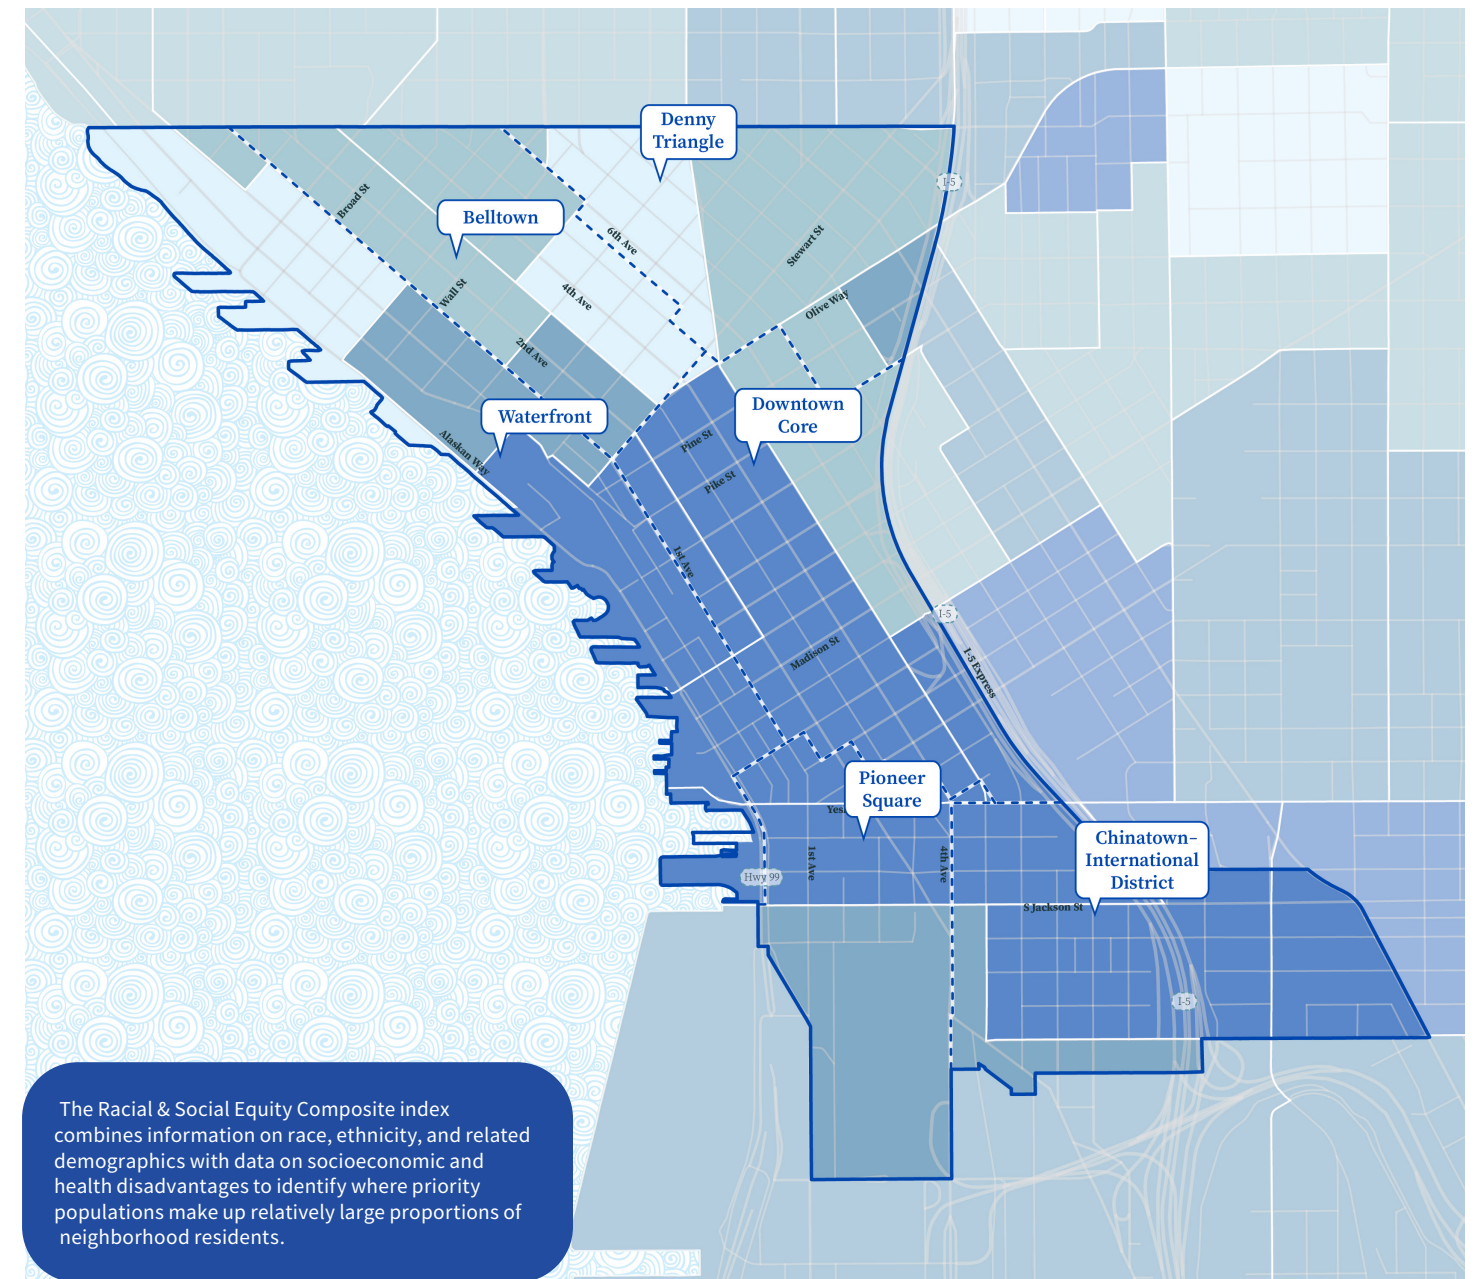 Denny
Triangle
I-5
Broad St
Belltown
6th Ave
Stewart St
Wall St
4th Ave
Olive Way
2nd Ave
Waterfront
Downtown
Core
Alaskan Way
Pine St
Pike St
1st Ave
I-5
Madison St
I-5 Express
Pioneer
Square
Chinatown–
International
District
1st Ave
4th Ave
Hwy 99
S Jackson St
I-5
The Racial & Social Equity Composite index
combines information on race, ethnicity, and related
demographics with data on socioeconomic and
health disadvantages to identify where priority
populations make up relatively large proportions of
neighborhood residents.